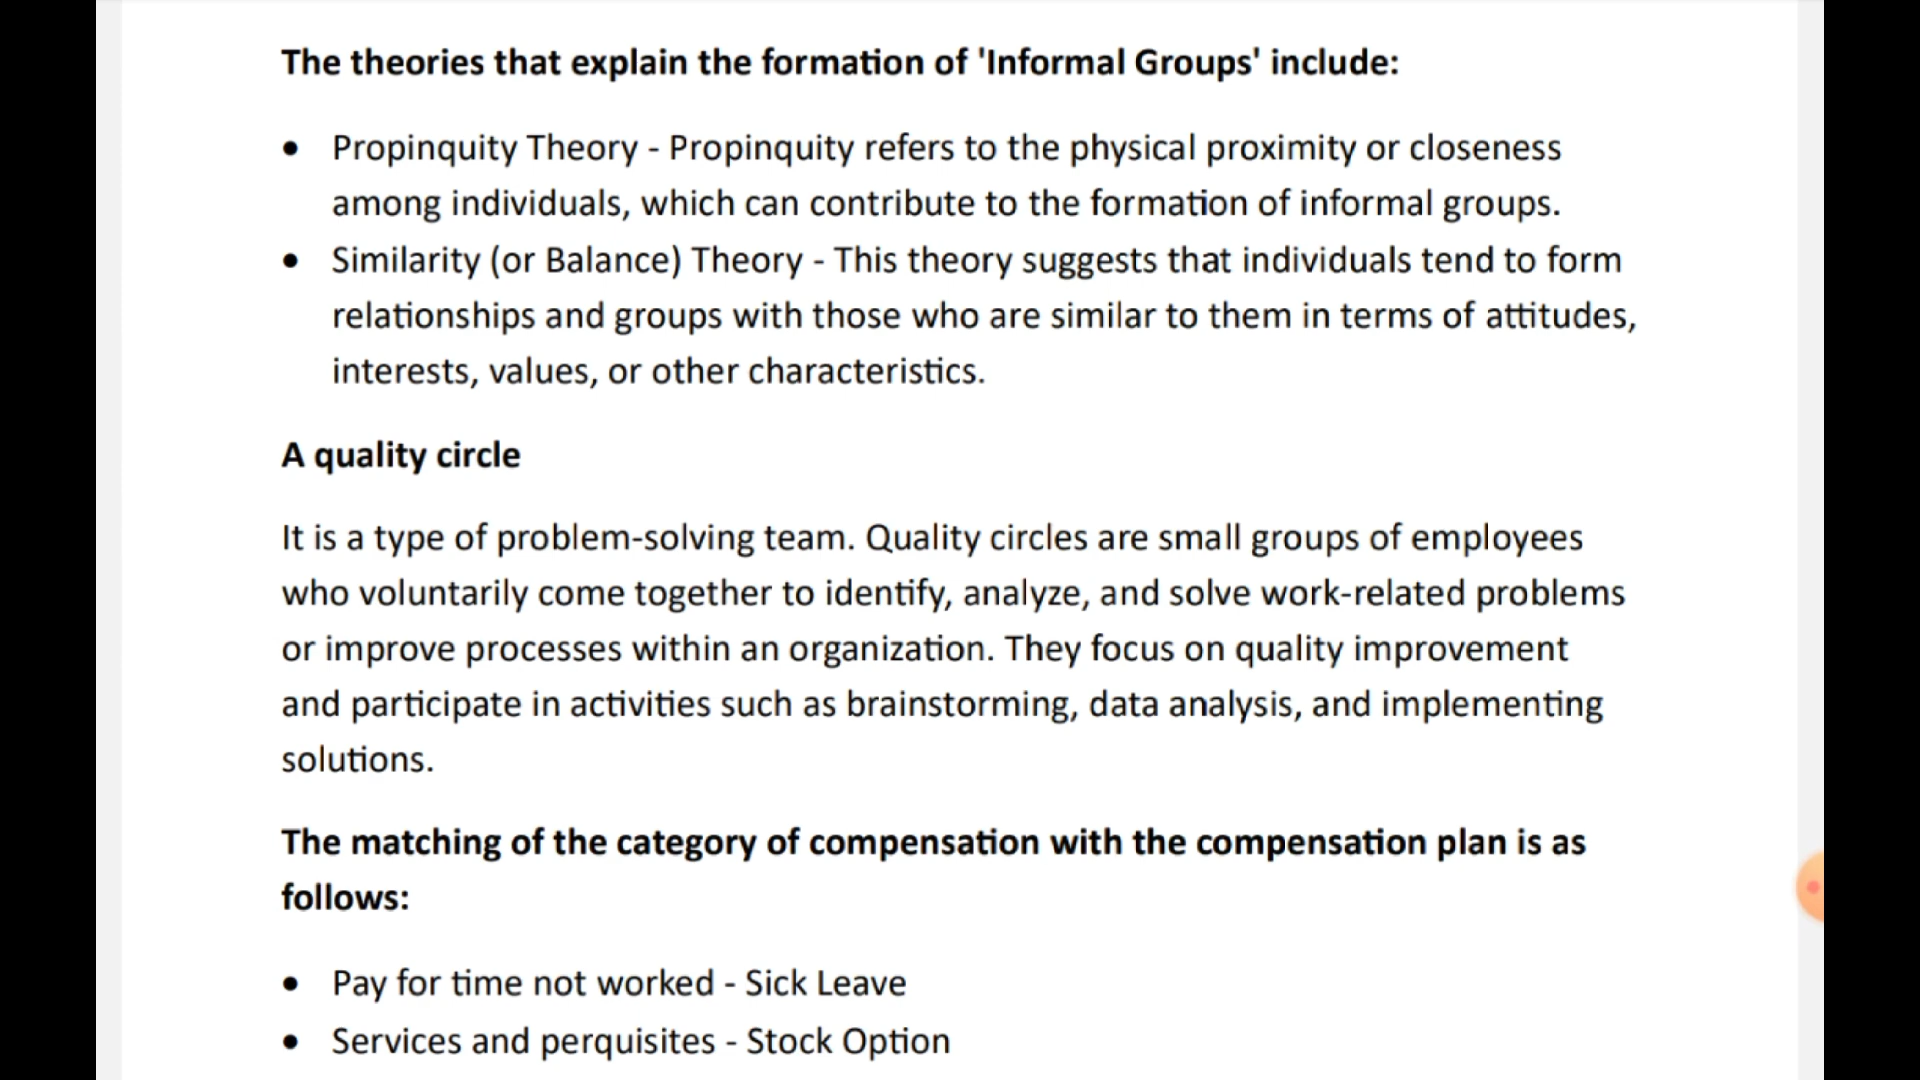 The theories that explain the formation of 'Informal Groups' include:
• Propinquity Theory - Propinquity refers to the physical proximity or closeness
among individuals, which can contribute to the formation of informal groups.
• Similarity (or Balance) Theory - This theory suggests that individuals tend to form
relationships and groups with those who are similar to them in terms of attitudes,
interests, values, or other characteristics.
A quality circle
It is a type of problem-solving team. Quality circles are small groups of employees
who voluntarily come together to identify, analyze, and solve work-related problems
or improve processes within an organization. They focus on quality improvement
and participate in activities such as brainstorming, data analysis, and implementing
solutions.
The matching of the category of compensation with the compensation plan is as
follows:
• Pay for time not worked - Sick Leave
• Services and perquisites - Stock Option